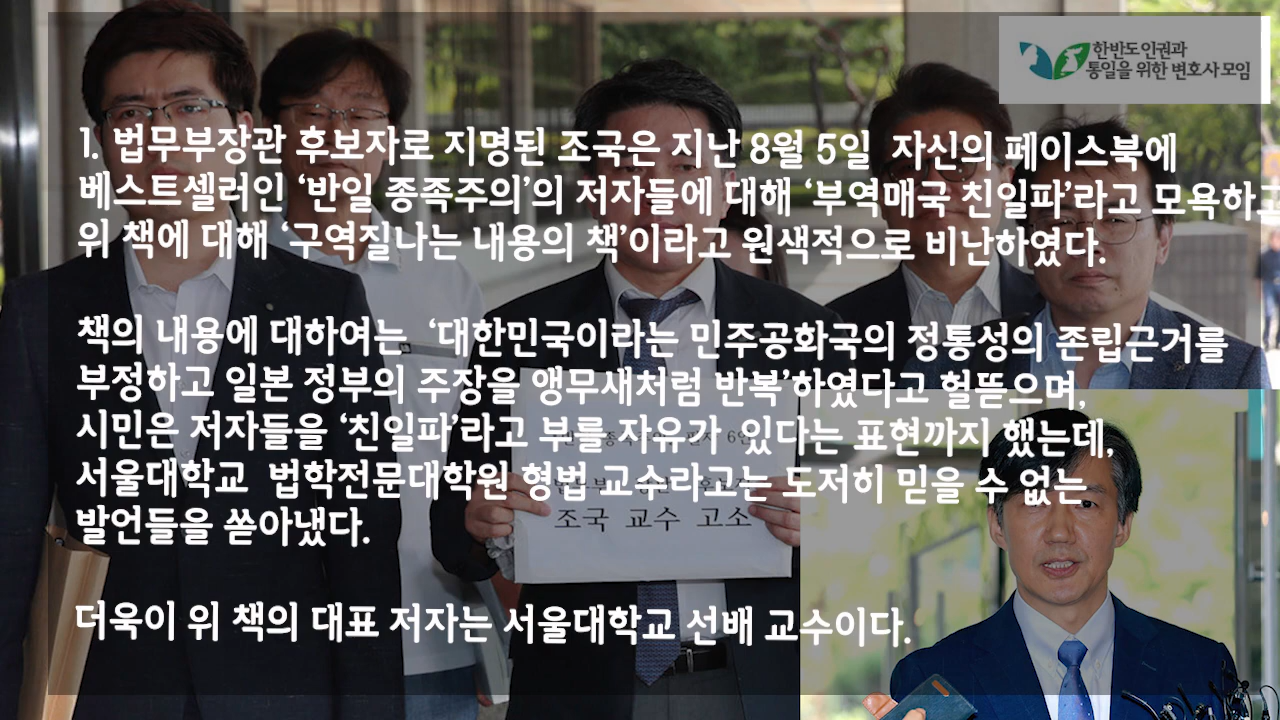 한반도 인권과
통일을 위한 변호사 모임
1. 법무부장관 후보자로 지명된 조국은 지난 8월 5일 자신의 페이스북에
베스트셀러인 ‘반일 종족주의’의 저자들에 대해 ‘부역매국 친일파’라고 모욕하고
위 책에 대해 ‘구역질나는 내용의 책’이라고 원색적으로 비난하였다.
책의 내용에 대하여는 ‘대한민국이라는 민주공화국의 정통성의 존립근거를
부정하고 일본 정부의 주장을 앵무새처럼 반복’하였다고 헐뜯으며,
시민은 저자들을 ‘친일파’라고 부를 자유가 있다는 표현까지 했는데,
서울대학교 법학전문대학원 형법 교수라고는 도저히 믿을 수 없는
발언들을 쏟아냈다.
조국 교수 고소
더욱이 위 책의 대표 저자는 서울대학교 선배 교수이다.